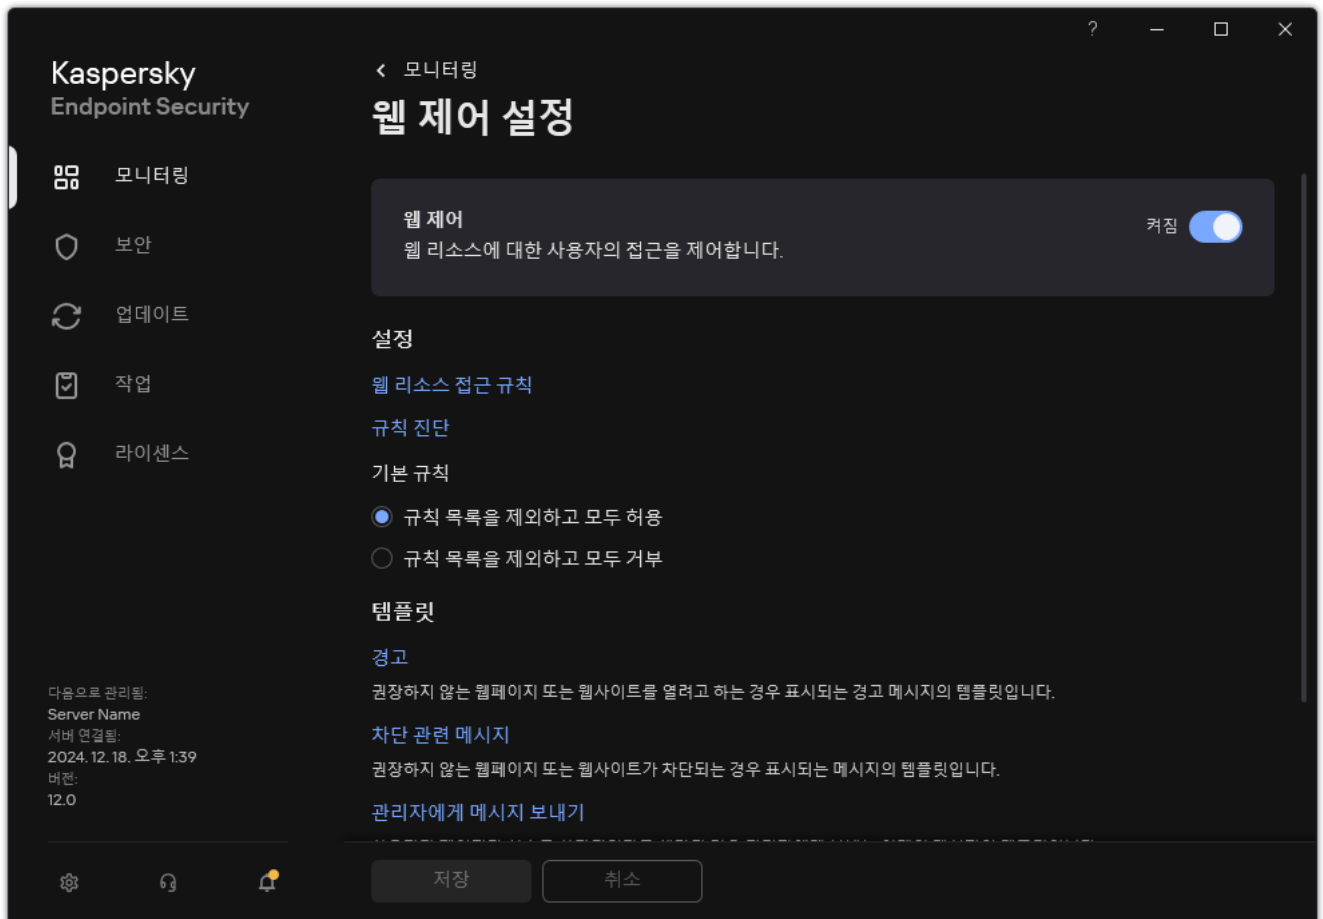 ?
Kaspersky
Endpoint Security
모니터링
보안
업데이트
작업
라이센스
다음으로 관리됨:
Server Name
서버 연결됨:
2024. 12. 18. 오후 1:39
버전:
12.0
모니터링
웹 제어 설정
웹 제어
웹 리소스에 대한 사용자의 접근을 제어합니다.
켜짐
설정
웹 리소스 접근 규칙
규칙 진단
기본 규칙
규칙 목록을 제외하고 모두 허용
규칙 목록을 제외하고 모두 거부
템플릿
경고
권장하지 않는 웹페이지 또는 웹사이트를 열려고 하는 경우 표시되는 경고 메시지의 템플릿입니다.
차단 관련 메시지
권장하지 않는 웹페이지 또는 웹사이트가 차단되는 경우 표시되는 메시지의 템플릿입니다.
관리자에게 메시지 보내기
저장
취소